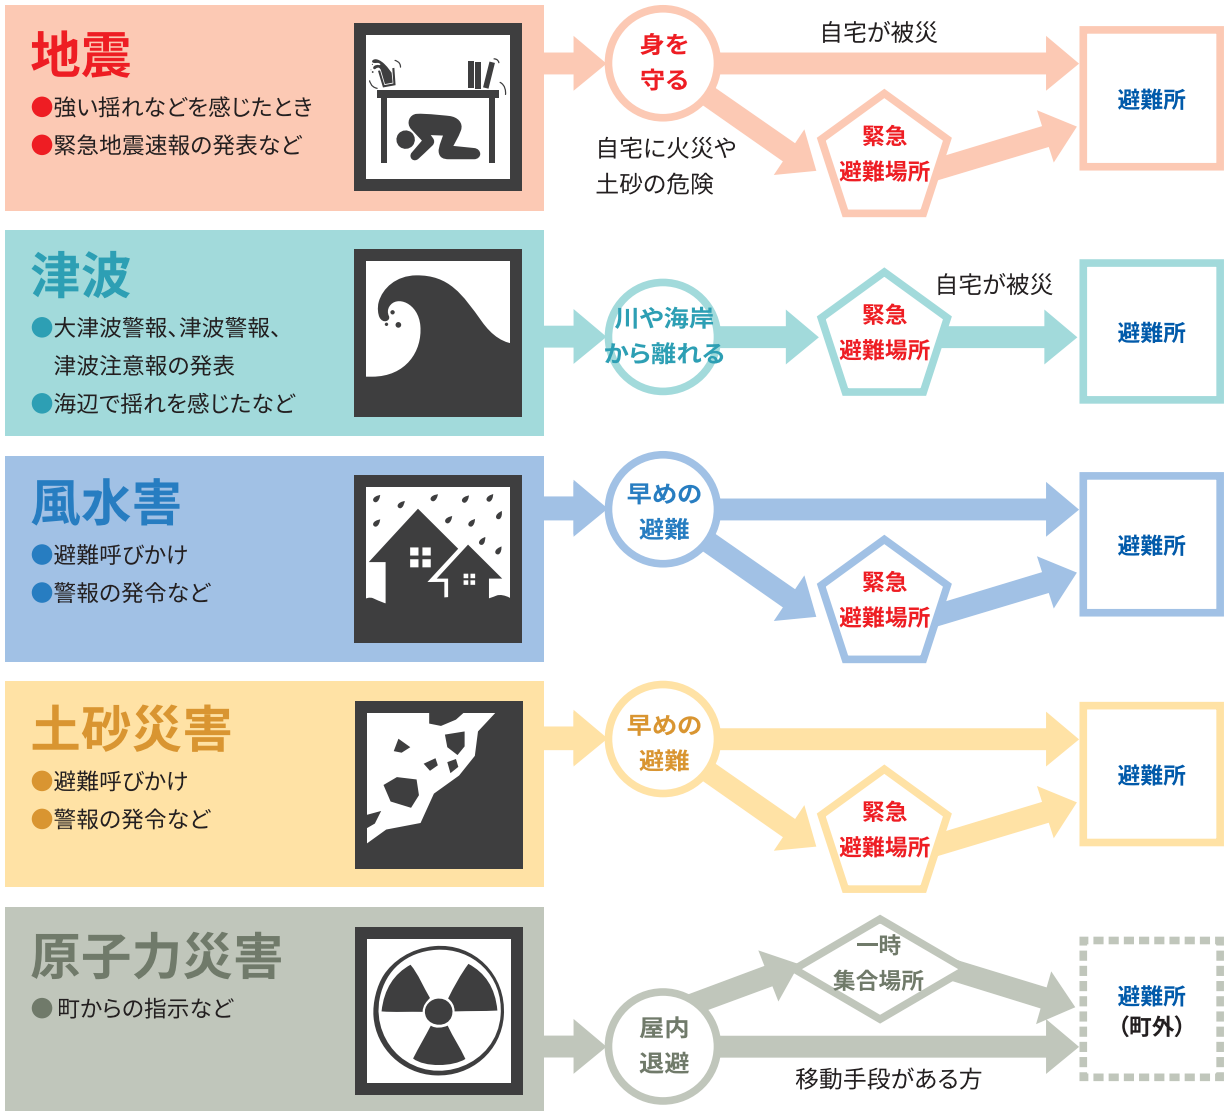 地震
●強い揺れなどを感じたとき
●緊急地震速報の発表など
身を
守る
自宅が被災
自宅に火災や
土砂の危険
緊急
避難場所
避難所
津波
●大津波警報、津波警報、
津波注意報の発表
●海辺で揺れを感じたなど
川や海岸
から離れる
緊急
避難場所
自宅が被災
避難所
風水害
●避難呼びかけ
●警報の発令など
早めの
避難
緊急
避難場所
避難所
土砂災害
●避難呼びかけ
●警報の発令など
早めの
避難
緊急
避難場所
避難所
原子力災害
● 町からの指示など
屋内
退避
一時
集合場所
移動手段がある方
避難所
（町外）